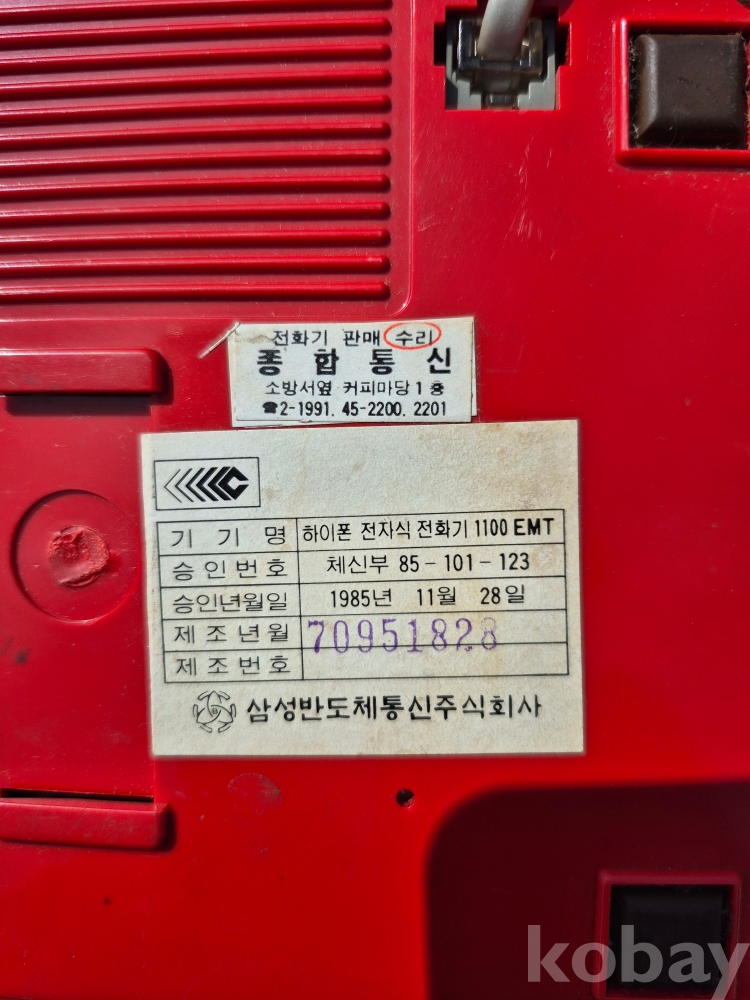 전화기 판매 수리
종합통신
소방서옆 커피마당 1 층
☎2-1991. 45-2200. 2201
기기명 하이폰 전자식 전화기 1100 EMT
승인번호 체신부 85-101-123
승인년월일 1985년 11월 28일
제조년월 70951828
제조번호
삼성반도체통신주식회사
kobay